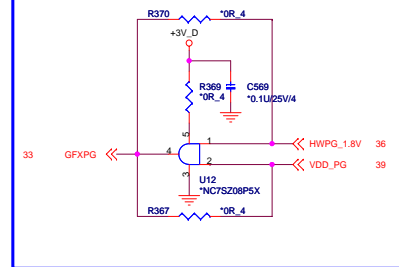 R370 *0R_4
+3V_D
R369 C569
*0R_4 *0.1U/25V/4
5
1 HWPG_1.8V 36
33 GFXPG 4
2 VDD_PG 39
3
U12
*NC7SZ08P5X
R367 *0R_4